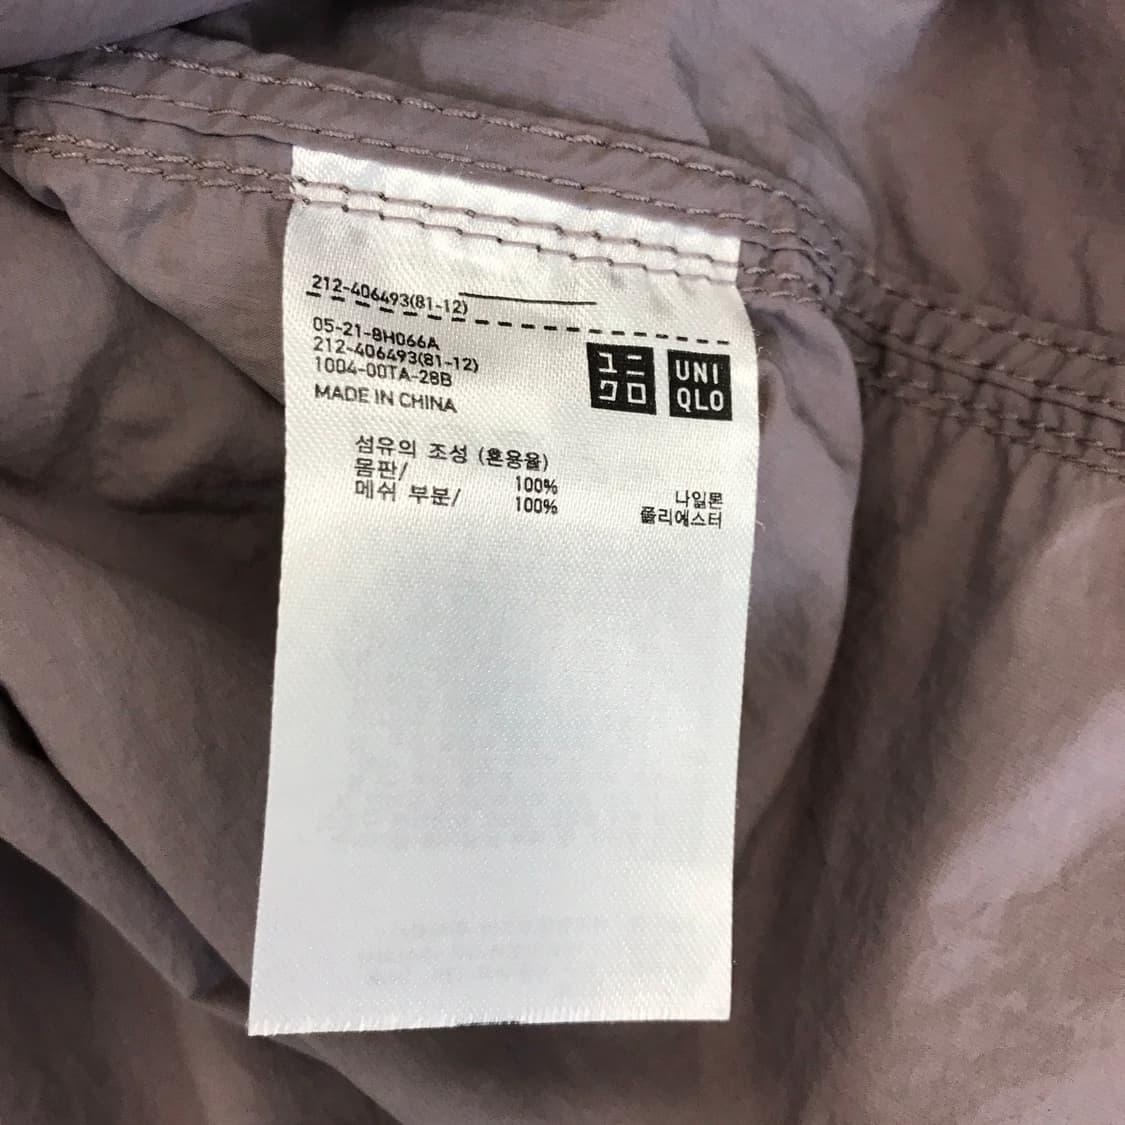 212-406493(81-12)
05-21-8H066A
212-406493(81-12)
1004-00TA-28B
MADE IN CHINA
ユニ
クロ
UNI
QLO
섬유의 조성 (혼용율)
몸판/ 100% 나일론
메쉬 부분/ 100% 폴리에스터